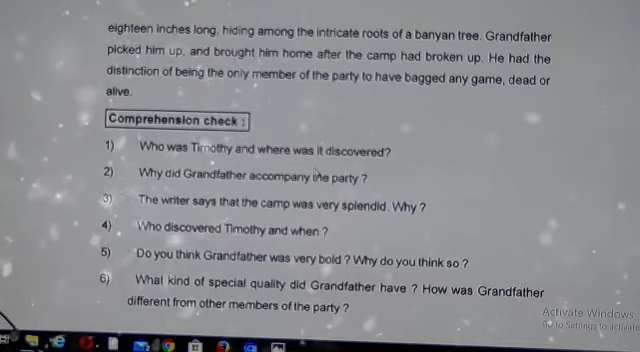 eighteen inches long, hiding among the intricate roots of a banyan tree. Grandfather
picked him up, and brought him home after the camp had broken up. He had the
distinction of being the only member of the party to have bagged any game, dead or
alive.
Comprehension check :
1) Who was Timothy and where was it discovered?
2) Why did Grandfather accompany the party ?
3) The writer says that the camp was very splendid. Why ?
4) Who discovered Timothy and when ?
5) Do you think Grandfather was very bold ? Why do you think so ?
6) What kind of special quality did Grandfather have ? How was Grandfather
different from other members of the party ?
Activate Windows
Go to Settings to activate